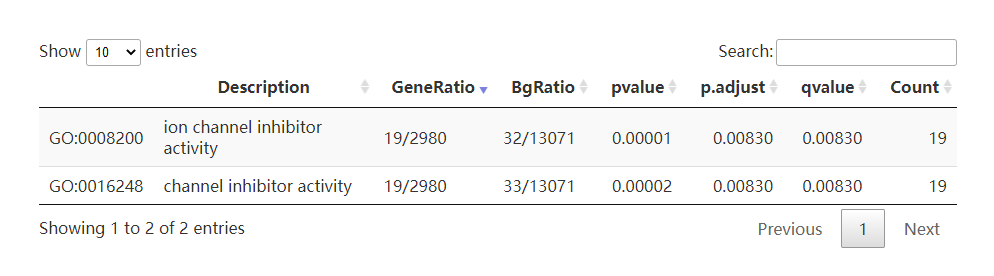 Show 10 entries Search:
Description GeneRatio BgRatio pvalue p.adjust qvalue Count
GO:0008200 ion channel inhibitor activity 19/2980 32/13071 0.00001 0.00830 0.00830 19
GO:0016248 channel inhibitor activity 19/2980 33/13071 0.00002 0.00830 0.00830 19
Showing 1 to 2 of 2 entries Previous 1 Next